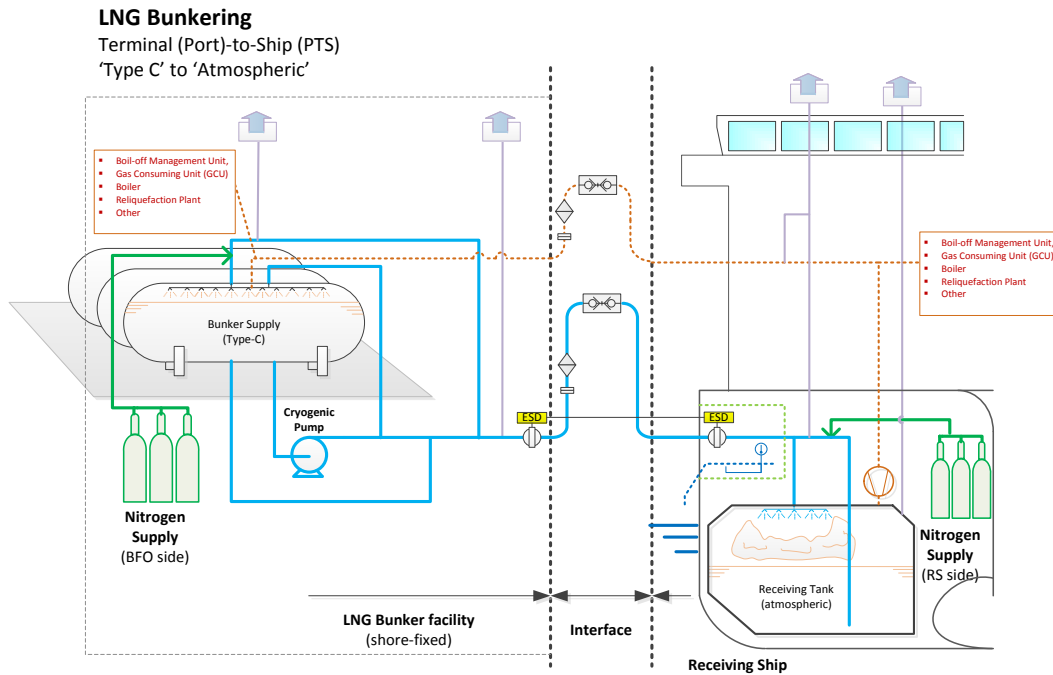 LNG Bunkering
Terminal (Port)-to-Ship (PTS)
‘Type C’ to ‘Atmospheric’
▪ Boil-off Management Unit,
▪ Gas Consuming Unit (GCU)
▪ Boiler
▪ Reliquefaction Plant
▪ Other
▪ Boil-off Management Unit,
▪ Gas Consuming Unit (GCU)
▪ Boiler
▪ Reliquefaction Plant
▪ Other
Bunker Supply
(Type-C)
Cryogenic
Pump
ESD
ESD
Nitrogen
Supply
(BFO side)
Nitrogen
Supply
(RS side)
Receiving Tank
(atmospheric)
LNG Bunker facility
(shore-fixed)
Interface
Receiving Ship